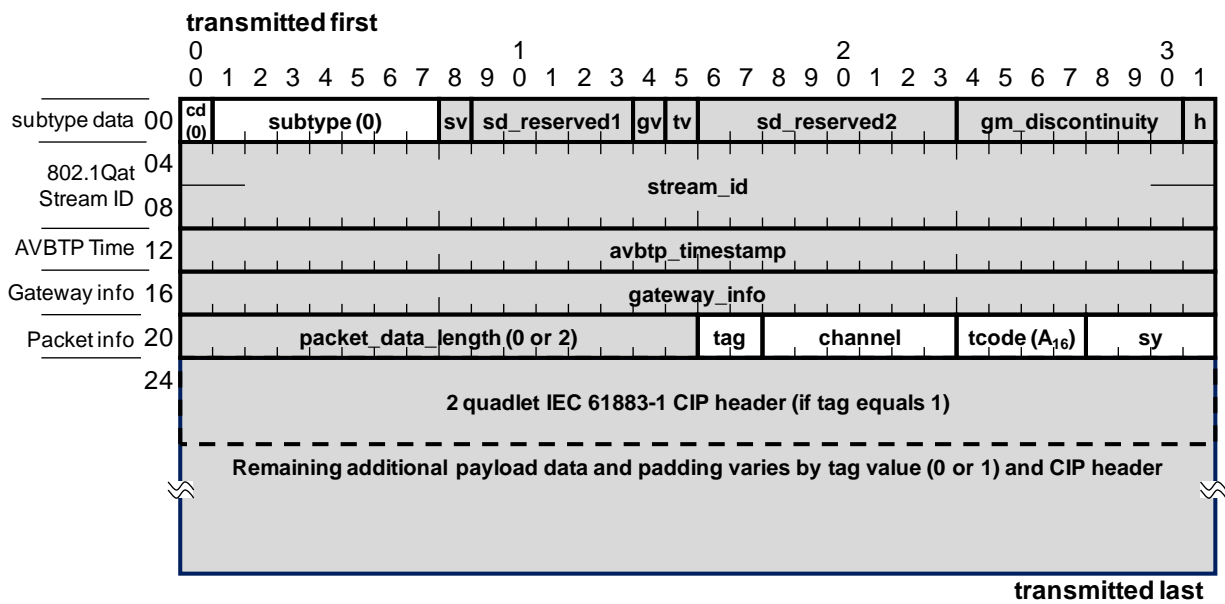 transmitted first
0 1 2 3
0 1 2 3 4 5 6 7 8 9 0 1 2 3 4 5 6 7 8 9 0 1 2 3 4 5 6 7 8 9 0 1
subtype data 00 cd (0) subtype (0) sv sd_reserved1 gv tv sd_reserved2 gm_discontinuity h
802.1Qat Stream ID 04 08 stream_id
AVBTP Time 12 avbtp_timestamp
Gateway info 16 gateway_info
Packet info 20 packet_data_length (0 or 2) tag channel tcode (A16) sy
24
2 quadlet IEC 61883-1 CIP header (if tag equals 1)
Remaining additional payload data and padding varies by tag value (0 or 1) and CIP header
transmitted last